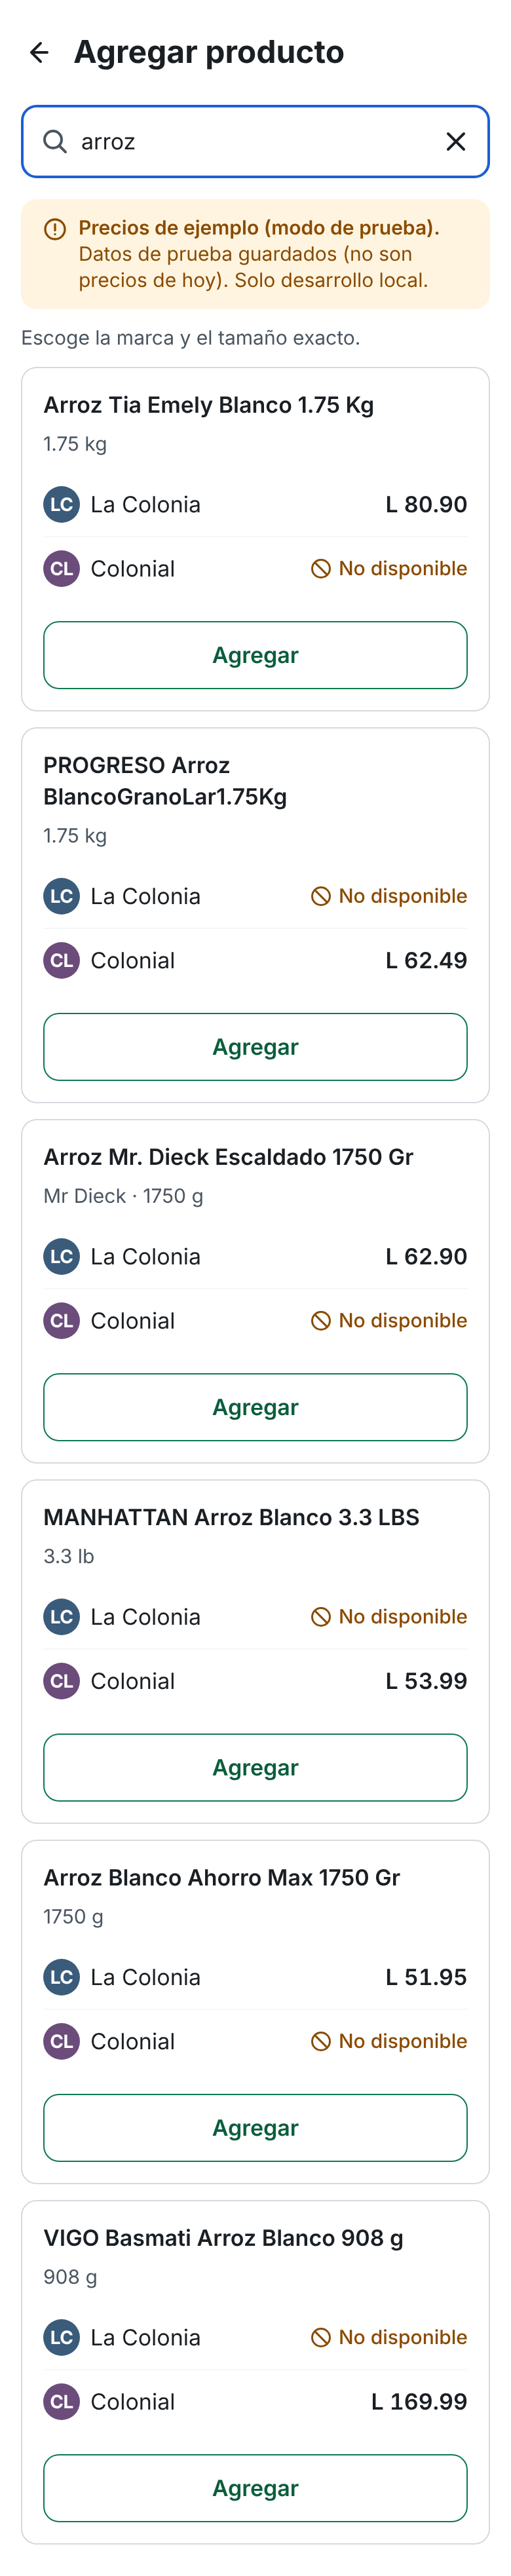 Agregar producto
arroz
Precios de ejemplo (modo de prueba).
Datos de prueba guardados (no son
precios de hoy). Solo desarrollo local.
Escoge la marca y el tamaño exacto.
Arroz Tia Emely Blanco 1.75 Kg
1.75 kg
LC La Colonia L 80.90
CL Colonial No disponible
Agregar
PROGRESO Arroz
BlancoGranoLar1.75Kg
1.75 kg
LC La Colonia No disponible
CL Colonial L 62.49
Agregar
Arroz Mr. Dieck Escaldado 1750 Gr
Mr Dieck · 1750 g
LC La Colonia L 62.90
CL Colonial No disponible
Agregar
MANHATTAN Arroz Blanco 3.3 LBS
3.3 lb
LC La Colonia No disponible
CL Colonial L 53.99
Agregar
Arroz Blanco Ahorro Max 1750 Gr
1750 g
LC La Colonia L 51.95
CL Colonial No disponible
Agregar
VIGO Basmati Arroz Blanco 908 g
908 g
LC La Colonia No disponible
CL Colonial L 169.99
Agregar